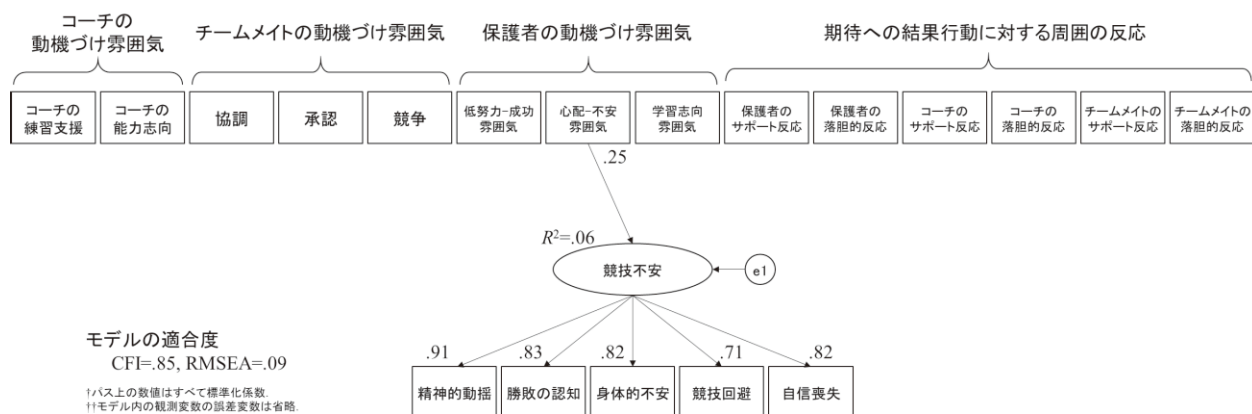 コーチの
動機づけ雰囲気
チームメイトの動機づけ雰囲気
保護者の動機づけ雰囲気
期待への結果行動に対する周囲の反応
コーチの
練習支援
コーチの
能力志向
協調
承認
競争
低努力-成功
雰囲気
心配-不安
雰囲気
学習志向
雰囲気
保護者の
サポート反応
保護者の
落胆的反応
コーチの
サポート反応
コーチの
落胆的反応
チームメイトの
サポート反応
チームメイトの
落胆的反応
.25
R²=.06
競技不安
e1
モデルの適合度
CFI=.85, RMSEA=.09
†パス上の数値はすべて標準化係数.
††モデル内の観測変数の誤差変数は省略.
.91
.83
.82
.71
.82
精神的動揺
勝敗の認知
身体的不安
競技回避
自信喪失